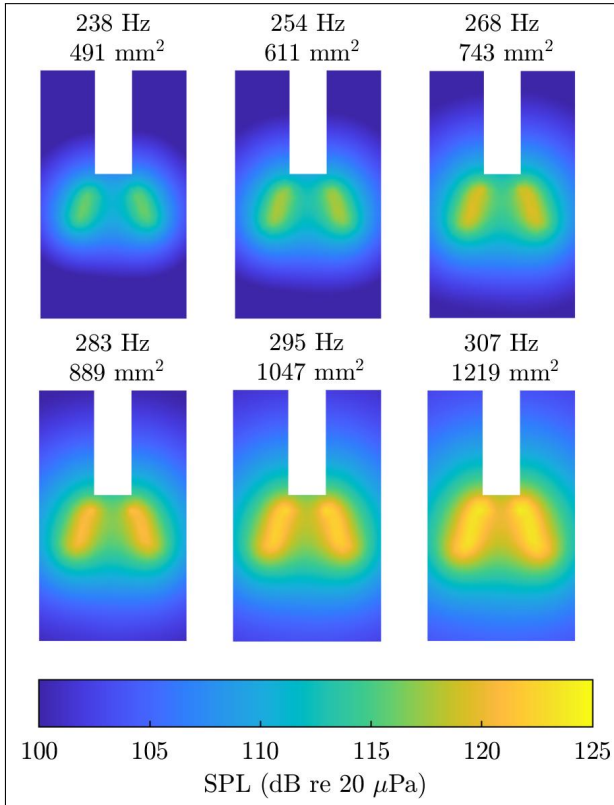 238 Hz 254 Hz 268 Hz
491 mm² 611 mm² 743 mm²
283 Hz 295 Hz 307 Hz
889 mm² 1047 mm² 1219 mm²
100 105 110 115 120 125
SPL (dB re 20 μPa)